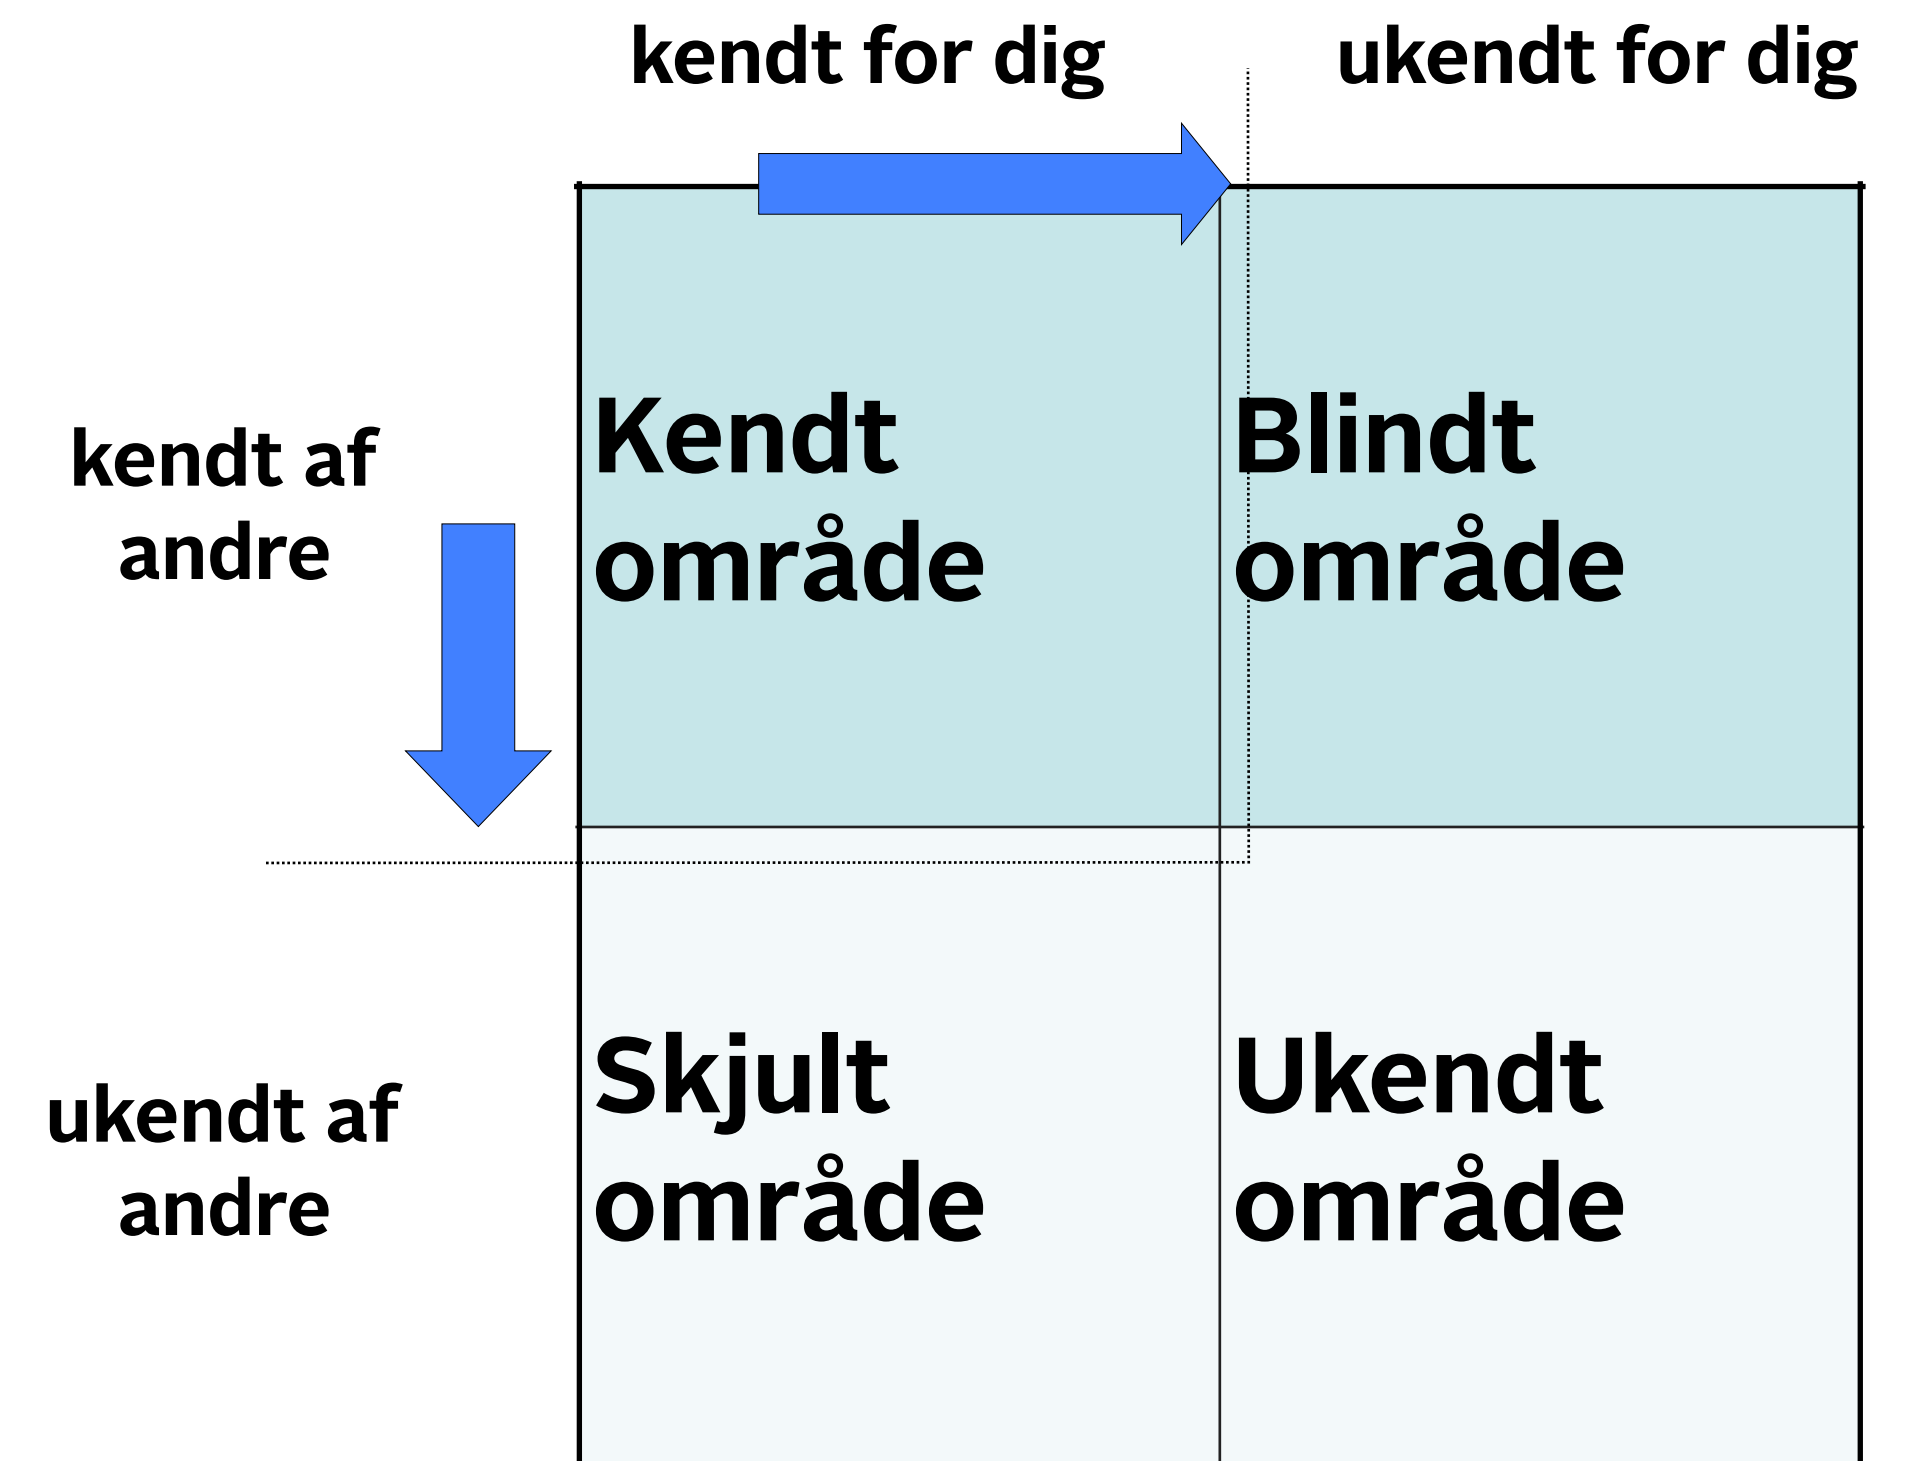 kendt for dig
ukendt for dig
kendt af
andre
Kendt
område
Blindt
område
ukendt af
andre
Skjult
område
Ukendt
område